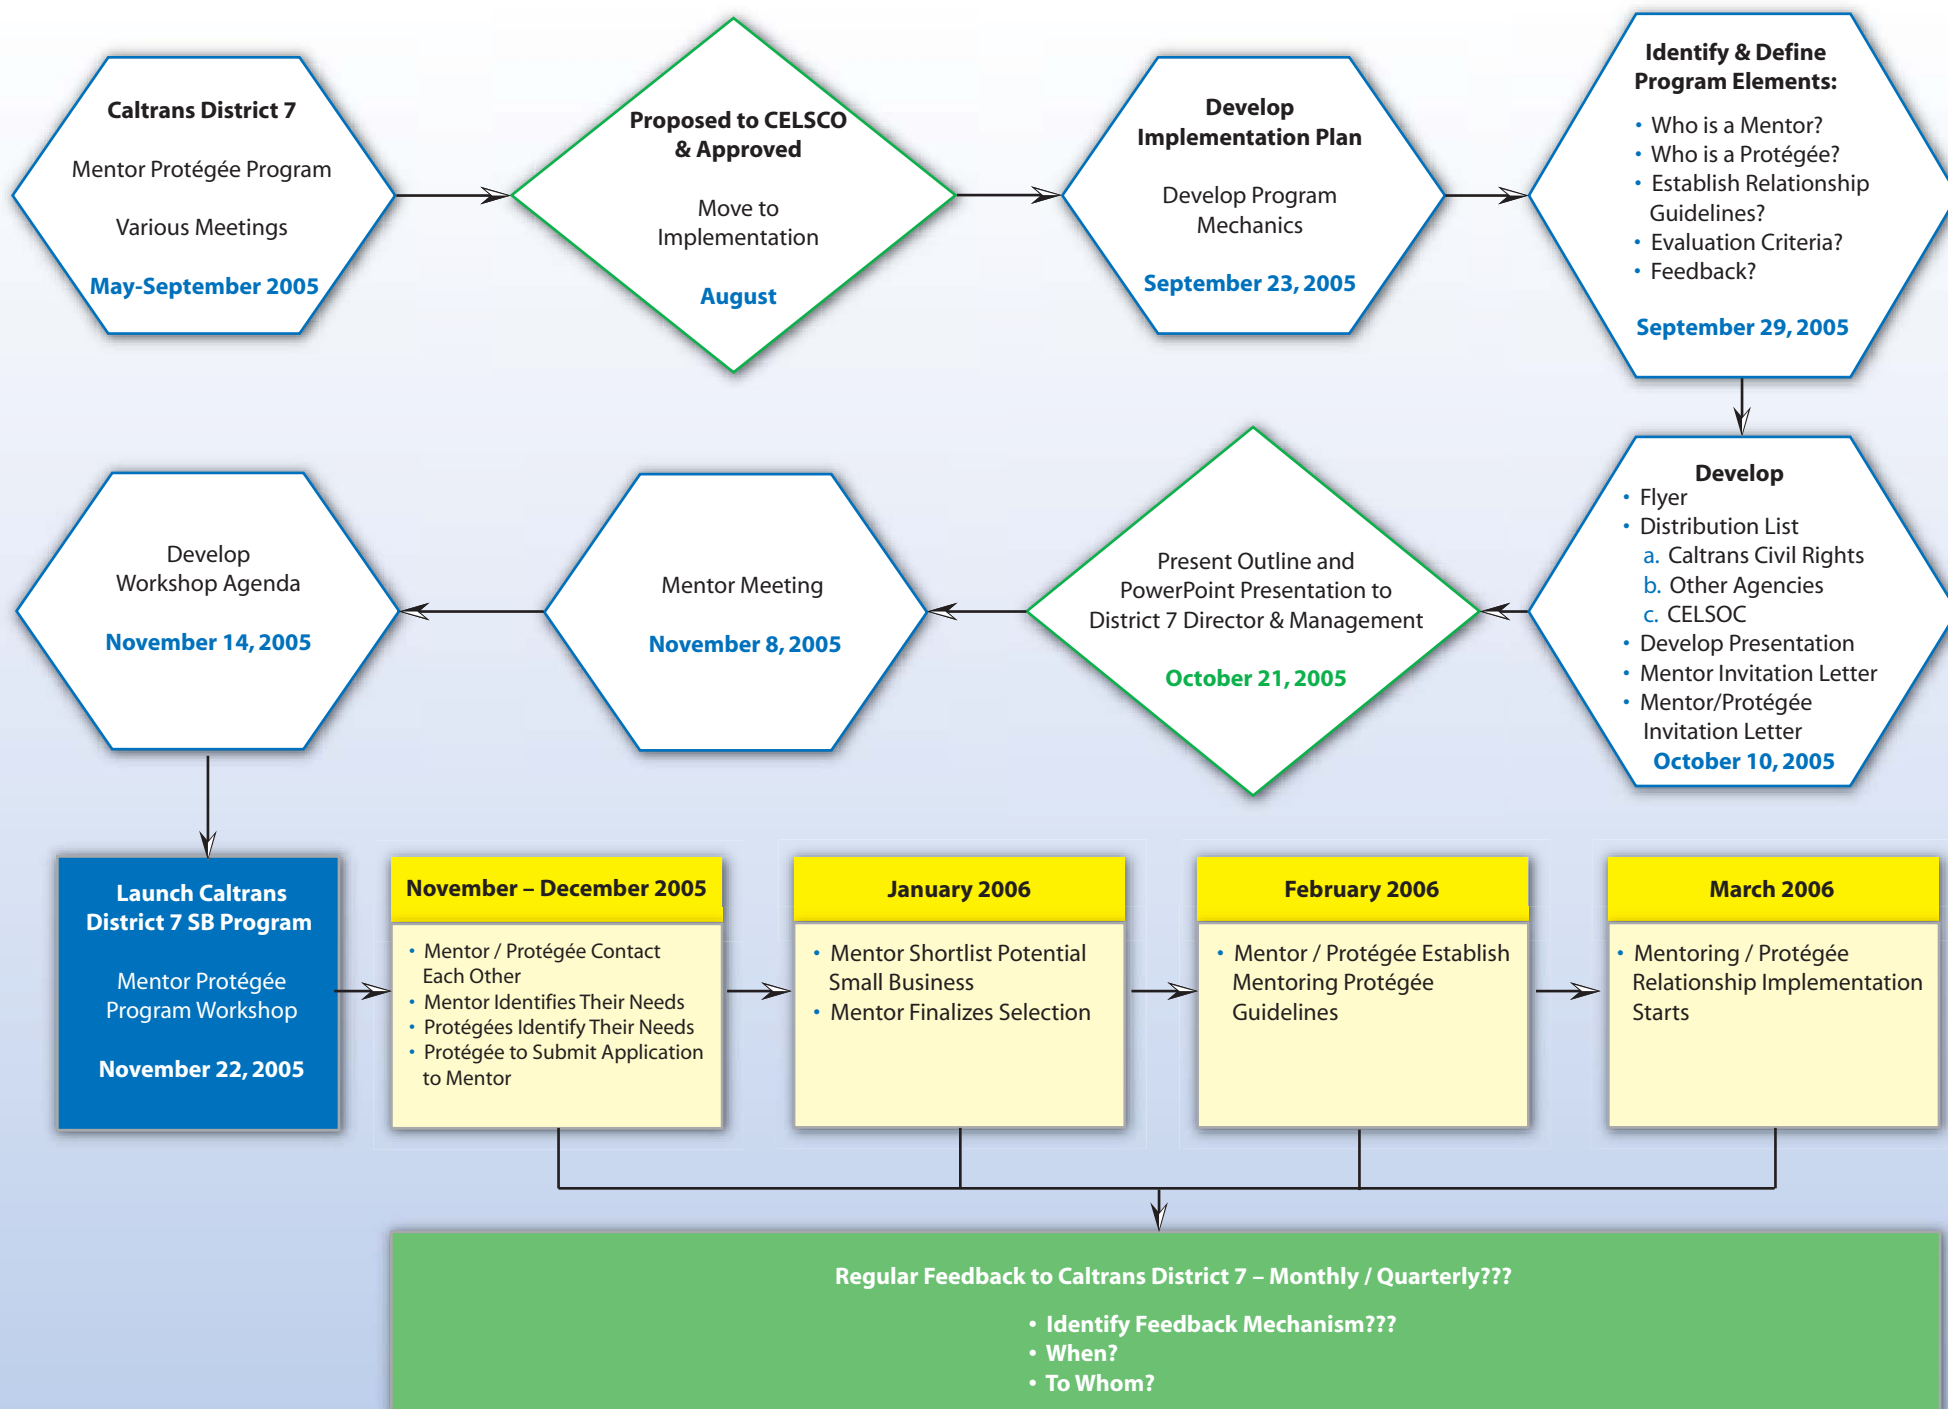 Caltrans District 7
Mentor Protégée Program
Various Meetings
May-September 2005
Proposed to CELSCO
& Approved
Move to
Implementation
August
Develop
Implementation Plan
Develop Program
Mechanics
September 23, 2005
Identify & Define
Program Elements:
• Who is a Mentor?
• Who is a Protégée?
• Establish Relationship
Guidelines?
• Evaluation Criteria?
• Feedback?
September 29, 2005
Develop
• Flyer
• Distribution List
a. Caltrans Civil Rights
b. Other Agencies
c. CELSOC
• Develop Presentation
• Mentor Invitation Letter
• Mentor/Protégée
Invitation Letter
October 10, 2005
Present Outline and
PowerPoint Presentation to
District 7 Director & Management
October 21, 2005
Mentor Meeting
November 8, 2005
Develop
Workshop Agenda
November 14, 2005
Launch Caltrans
District 7 SB Program
Mentor Protégée
Program Workshop
November 22, 2005
November – December 2005
• Mentor / Protégée Contact
Each Other
• Mentor Identifies Their Needs
• Protégées Identify Their Needs
• Protégée to Submit Application
to Mentor
January 2006
• Mentor Shortlist Potential
Small Business
• Mentor Finalizes Selection
February 2006
• Mentor / Protégée Establish
Mentoring Protégée
Guidelines
March 2006
• Mentoring / Protégée
Relationship Implementation
Starts
Regular Feedback to Caltrans District 7 – Monthly / Quarterly???
• Identify Feedback Mechanism???
• When?
• To Whom?